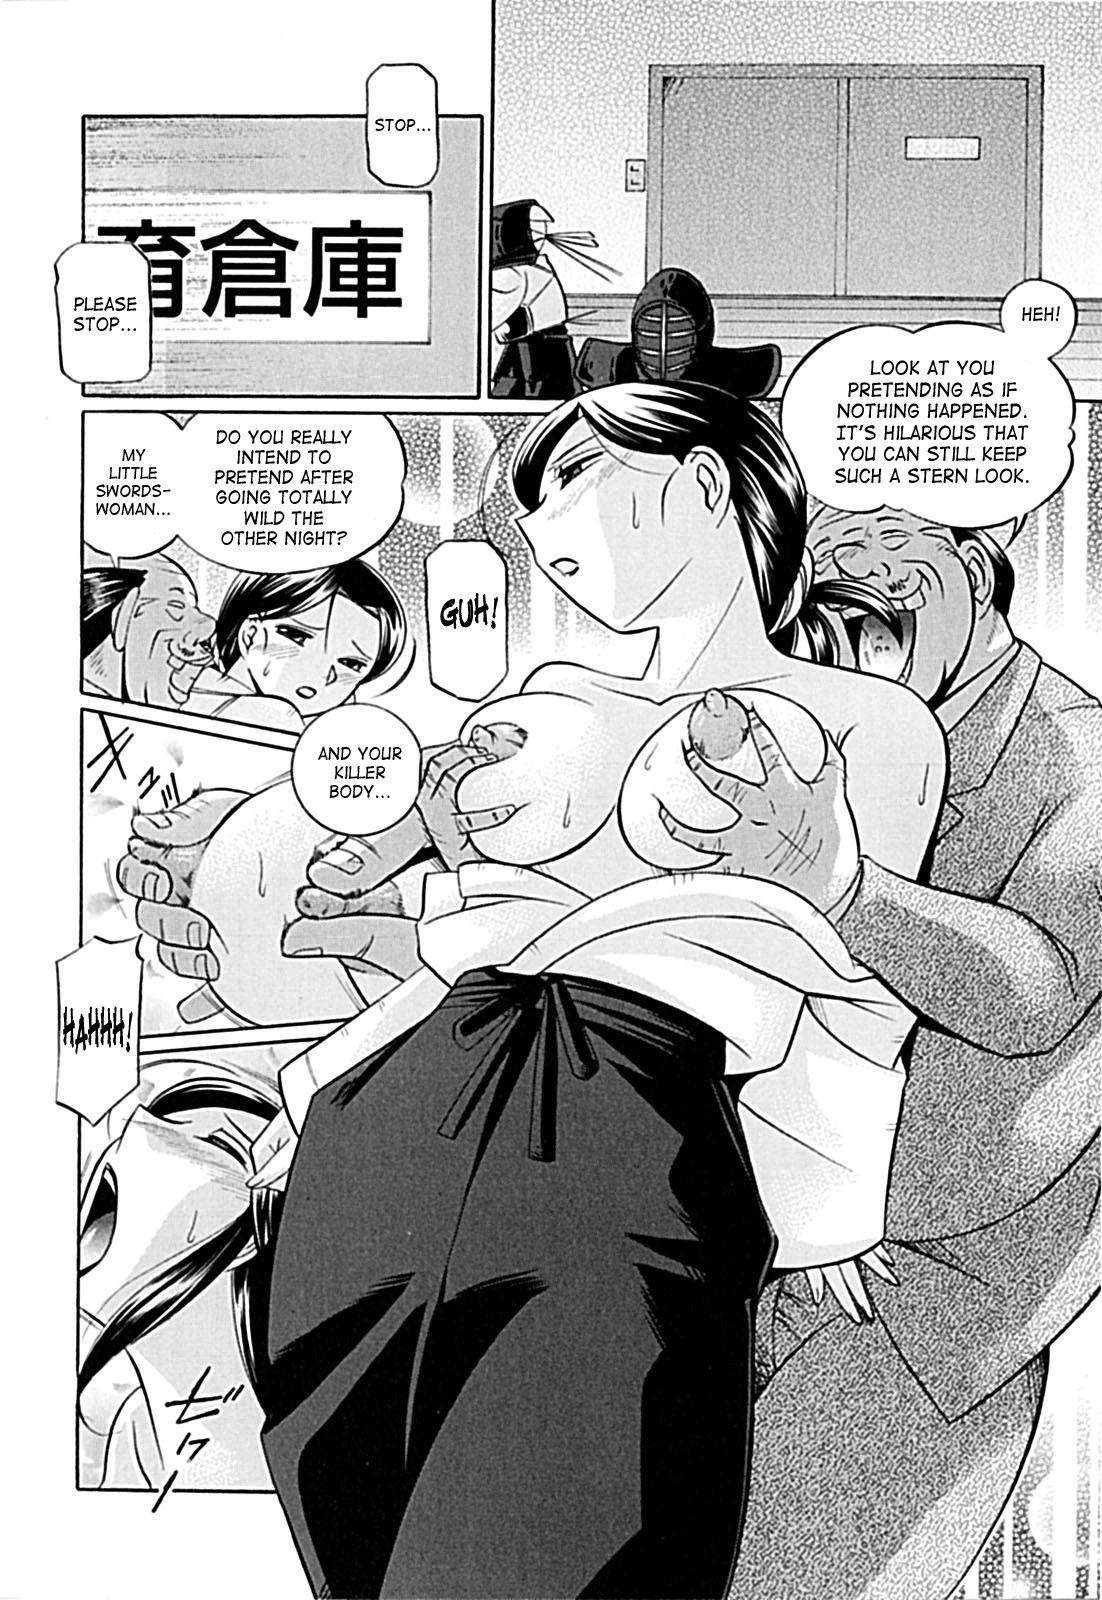 STOP...
育倉庫
PLEASE
STOP...
HEH!
LOOK AT YOU
PRETENDING AS IF
NOTHING HAPPENED.
IT'S HILARIOUS THAT
YOU CAN STILL KEEP
SUCH A STERN LOOK.
DO YOU REALLY
INTEND TO
PRETEND AFTER
GOING TOTALLY
WILD THE
OTHER NIGHT?
MY
LITTLE
SWORDS-
WOMAN...
GUH!
AND YOUR
KILLER
BODY...
HAHHH!